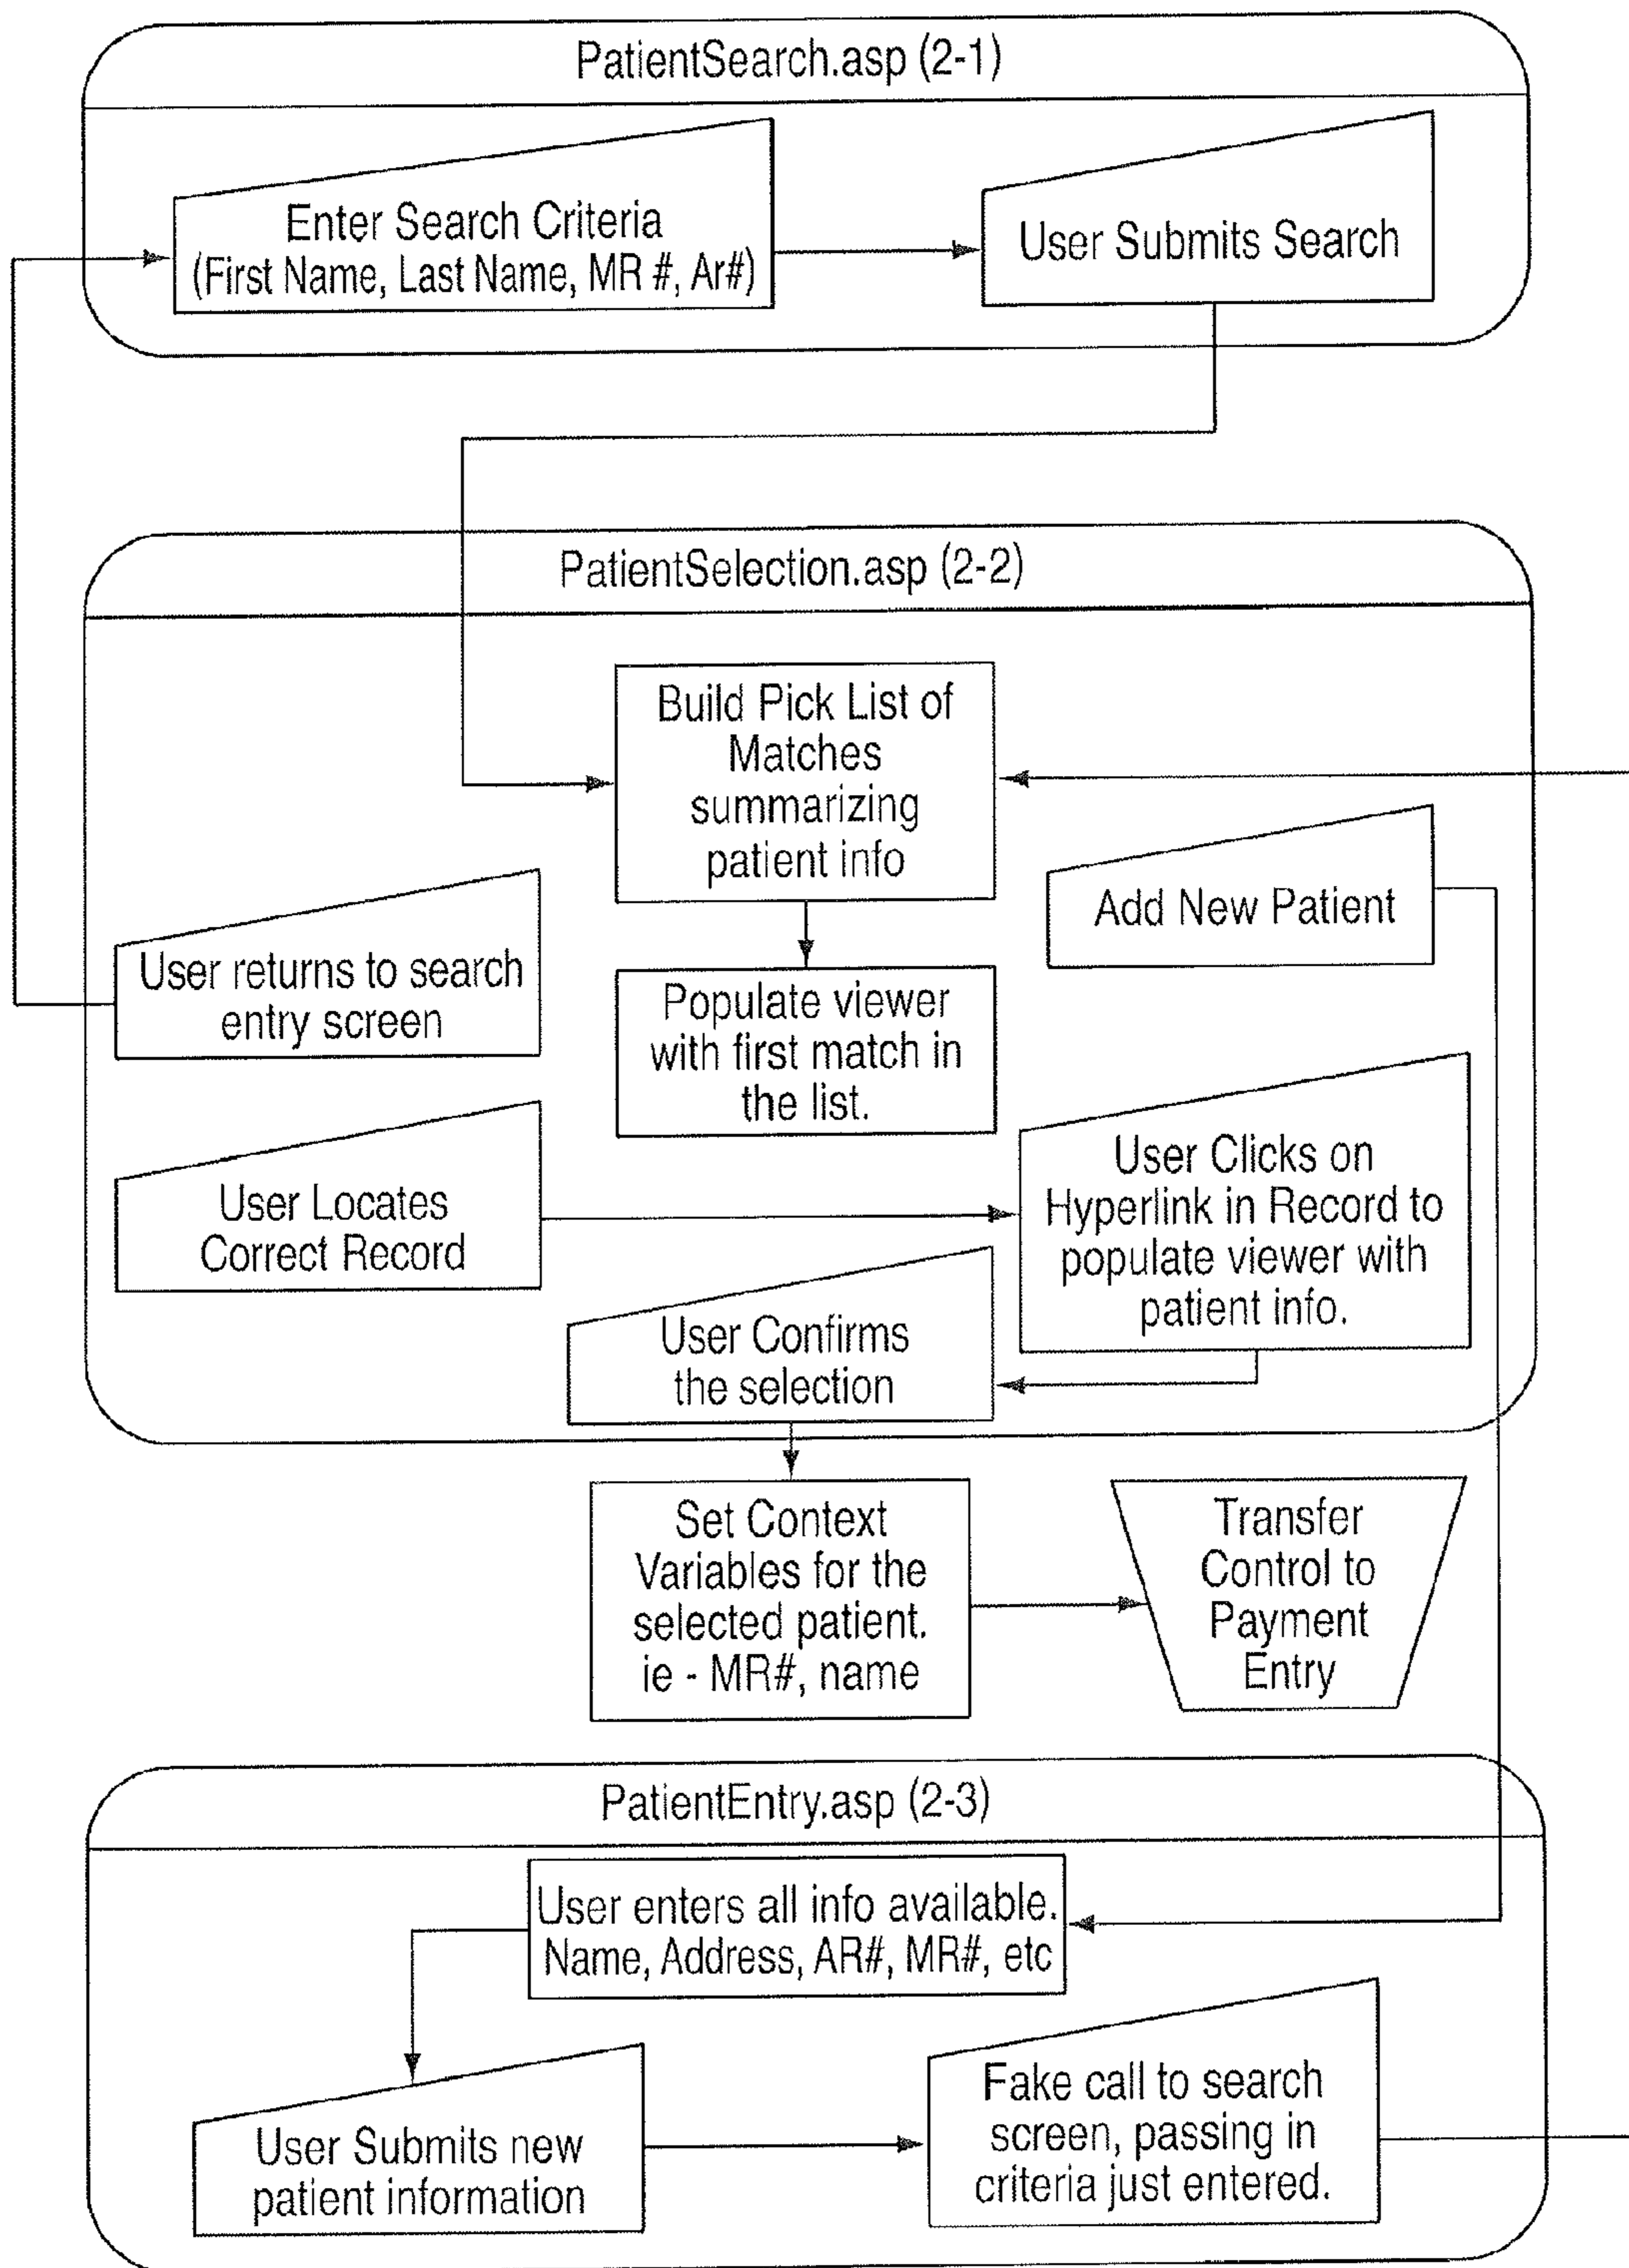 PatientSearch.asp (2-1)
Enter Search Criteria
(First Name, Last Name, MR #, Ar#)
User Submits Search
PatientSelection.asp (2-2)
Build Pick List of
Matches
summarizing
patient info
Add New Patient
User returns to search
entry screen
Populate viewer
with first match in
the list.
User Locates
Correct Record
User Clicks on
Hyperlink in Record to
populate viewer with
patient info.
User Confirms
the selection
Set Context
Variables for the
selected patient.
ie - MR#, name
Transfer
Control to
Payment
Entry
PatientEntry.asp (2-3)
User enters all info available.
Name, Address, AR#, MR#, etc
User Submits new
patient information
Fake call to search
screen, passing in
criteria just entered.